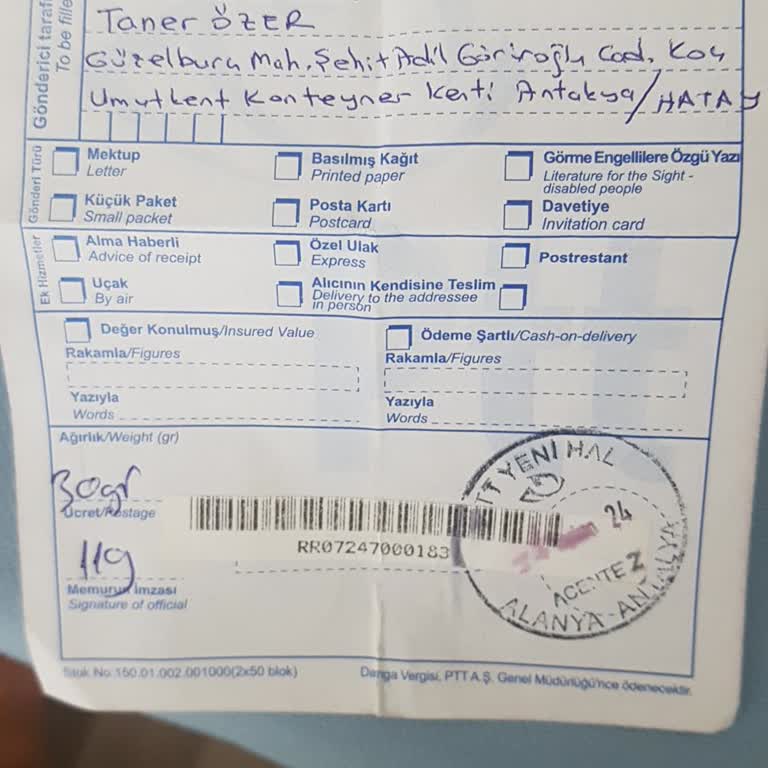 Gönderici taraf
To be fille
Taner ÖZER
Güzelburç Mah. Şehit Adil Cad. Koç
Umutkent Konteyner Kenti Antakya/HATAY
Gönderi Türü
Mektup
Letter
Basılmış Kağıt
Printed paper
Görme Engellilere Özgü Yazı
Literature for the Sight -
disabled people
Küçük Paket
Small packet
Posta Kartı
Postcard
Davetiye
Invitation card
Ek Hizmetler
Alma Haberli
Advice of receipt
Özel Ulak
Express
Postrestant
Uçak
By air
Alıcının Kendisine Teslim
Delivery to the addressee
in person
Değer Konulmuş/Insured Value
Ödeme Şartlı/Cash-on-delivery
Rakamla/Figures
Rakamla/Figures
Yazıyla
Words
Yazıyla
Words
Ağırlık/Weight (gr)
30gr
Ücret/Postage
119
RR07247000183
PTT YENİ HAL
24
ACENTE 2
ALANYA-ANTALYA
Memurun İmzası
Signature of official
Stok No:150.01.002.001000(2x50 blok)
Damga Vergisi, PTT A.Ş. Genel Müdürlüğü'nce ödenecektir.